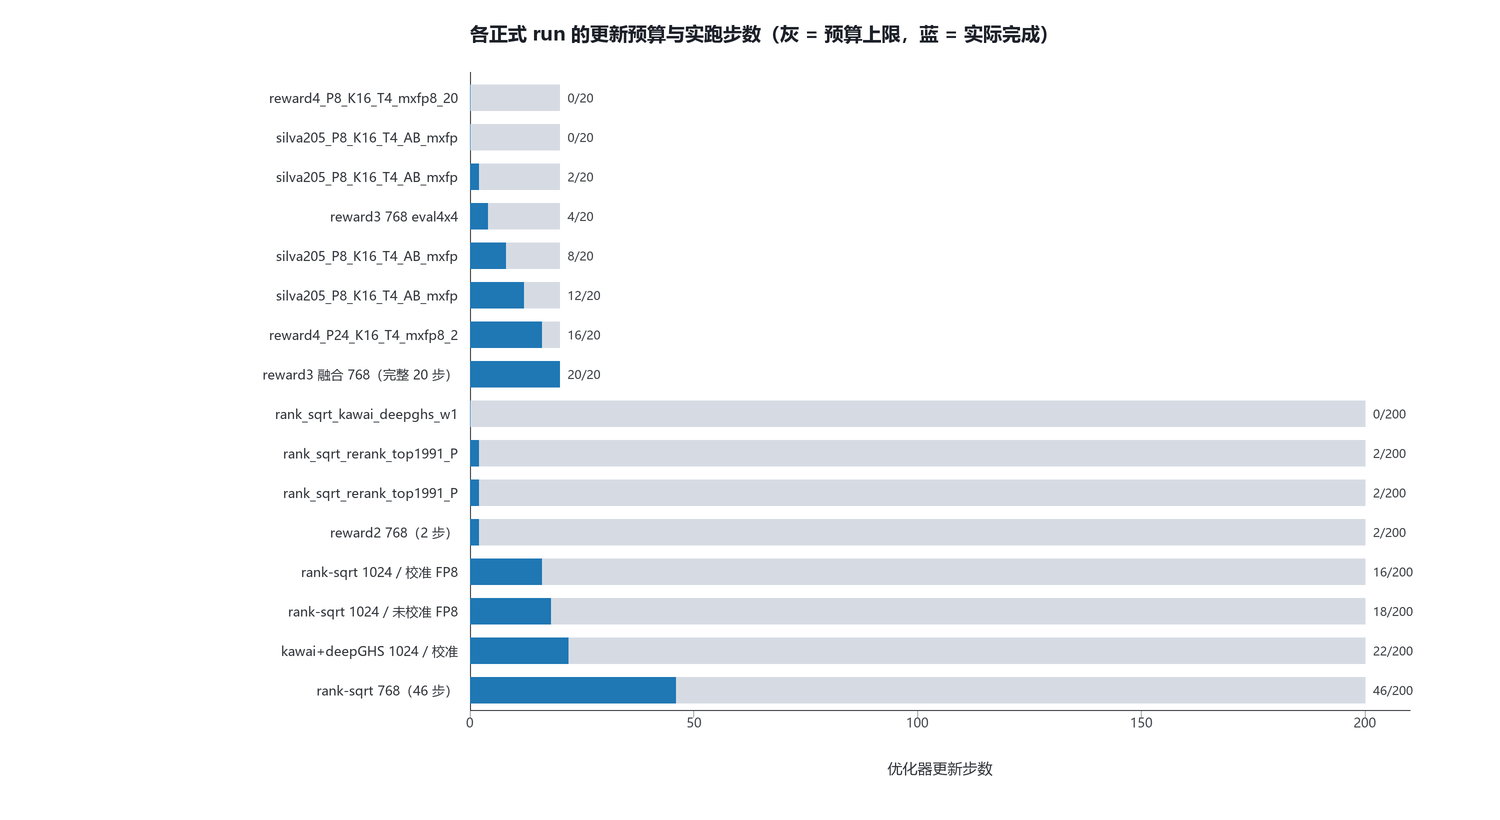 各正式 run 的更新预算与实跑步数（灰 = 预算上限，蓝 = 实际完成）
reward4_P8_K16_T4_mxfp8_20 0/20
silva205_P8_K16_T4_AB_mxfp 0/20
silva205_P8_K16_T4_AB_mxfp 2/20
reward3 768 eval4x4 4/20
silva205_P8_K16_T4_AB_mxfp 8/20
silva205_P8_K16_T4_AB_mxfp 12/20
reward4_P24_K16_T4_mxfp8_2 16/20
reward3 融合 768（完整 20 步） 20/20
rank_sqrt_kawai_deepghs_w1 0/200
rank_sqrt_rerank_top1991_P 2/200
rank_sqrt_rerank_top1991_P 2/200
reward2 768（2 步） 2/200
rank-sqrt 1024 / 校准 FP8 16/200
rank-sqrt 1024 / 未校准 FP8 18/200
kawai+deepGHS 1024 / 校准 22/200
rank-sqrt 768（46 步） 46/200
0 50 100 150 200
优化器更新步数